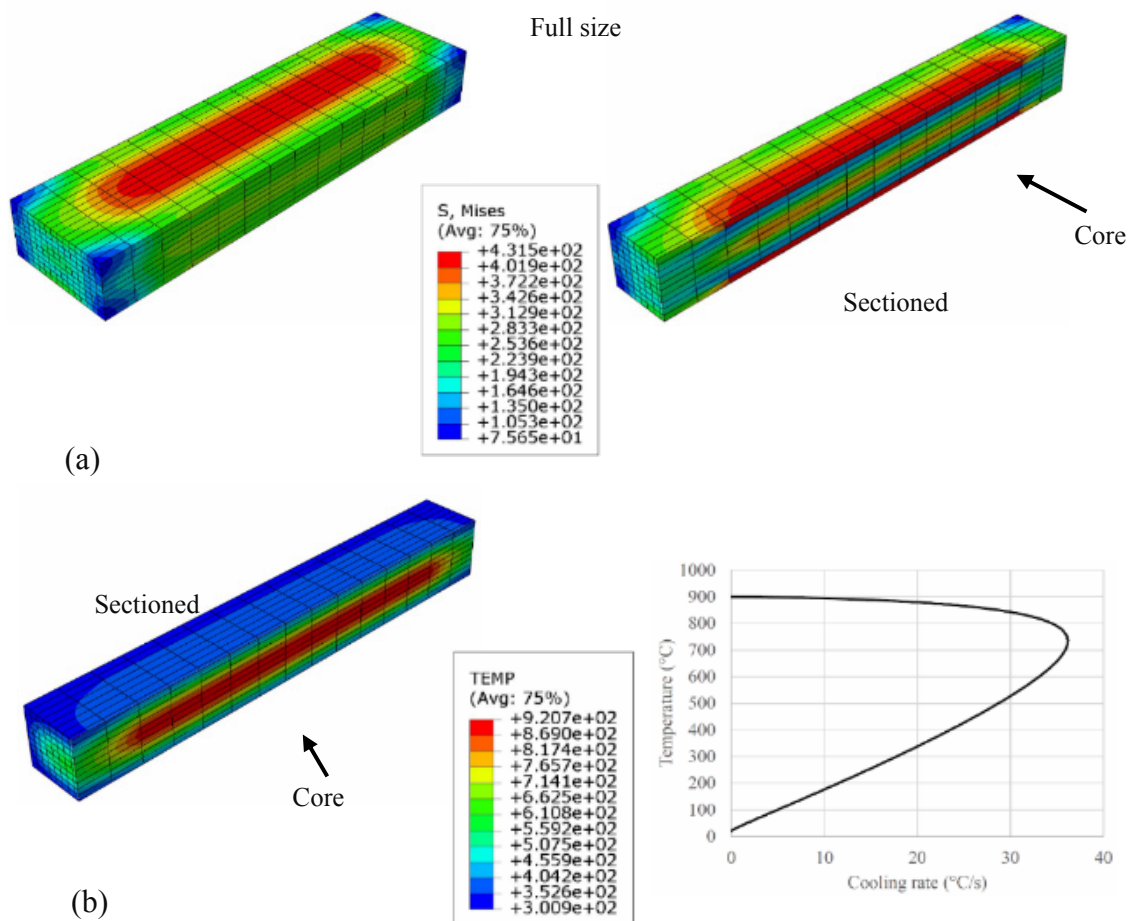 Full size
Core
Sectioned
S, Mises
(Avg: 75%)
+4.315e+02
+4.019e+02
+3.722e+02
+3.426e+02
+3.129e+02
+2.833e+02
+2.536e+02
+2.239e+02
+1.943e+02
+1.646e+02
+1.350e+02
+1.053e+02
+7.565e+01
(a)
Sectioned
Core
TEMP
(Avg: 75%)
+9.207e+02
+8.690e+02
+8.174e+02
+7.657e+02
+7.141e+02
+6.625e+02
+6.108e+02
+5.592e+02
+5.075e+02
+4.559e+02
+4.042e+02
+3.526e+02
+3.009e+02
Temperature (°C)
1000
900
800
700
600
500
400
300
200
100
0
0 10 20 30 40
Cooling rate (°C/s)
(b)